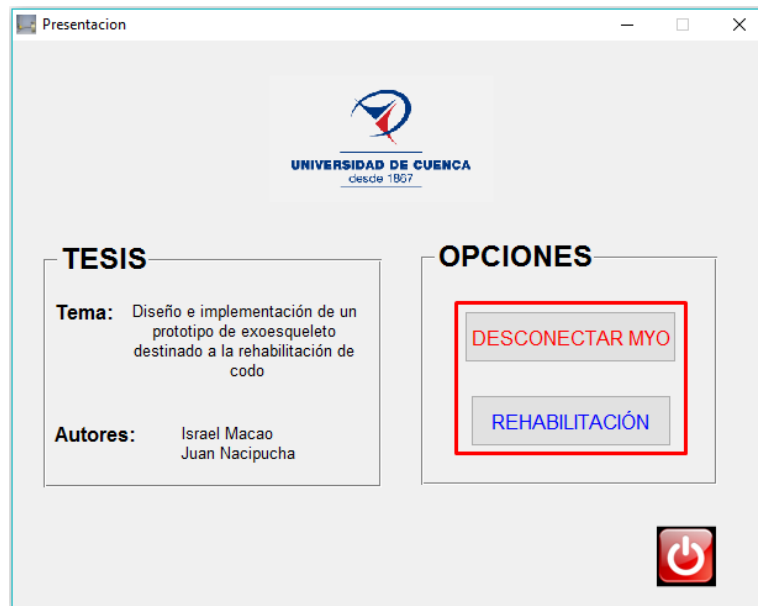 Presentacion
UNIVERSIDAD DE CUENCA
desde 1867
TESIS
Tema: Diseño e implementación de un
prototipo de exoesqueleto
destinado a la rehabilitación de
codo
Autores: Israel Macao
Juan Nacipucha
OPCIONES
DESCONECTAR MYO
REHABILITACIÓN